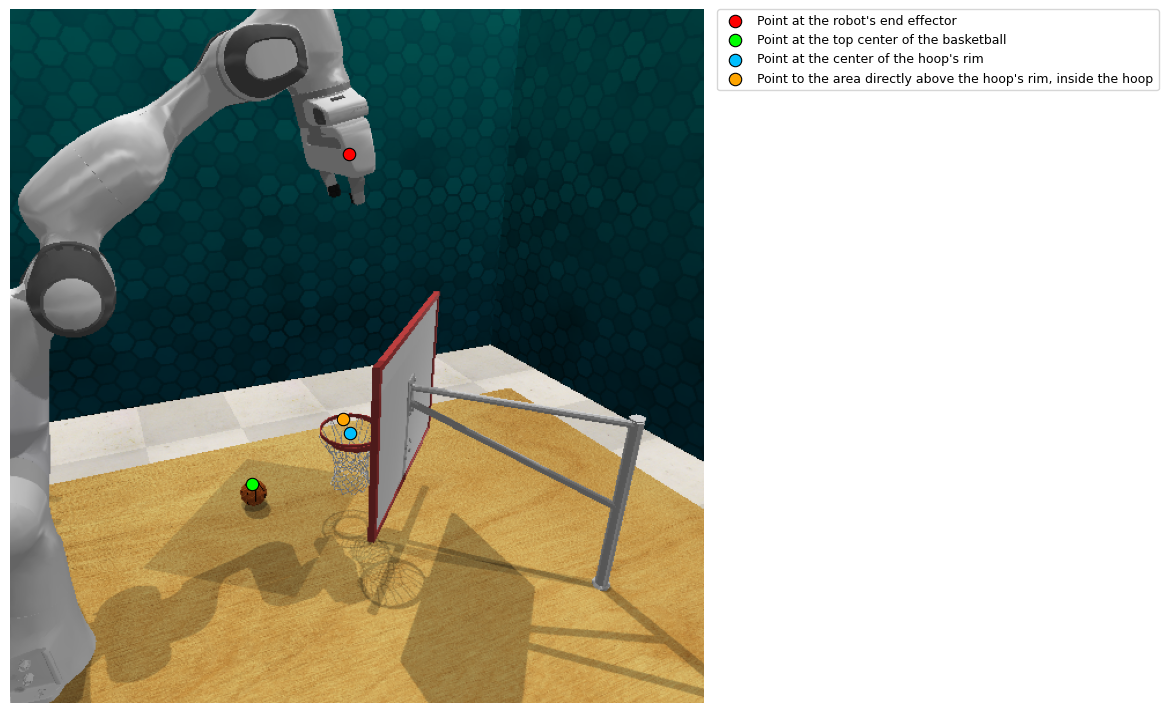 Point at the robot's end effector
Point at the top center of the basketball
Point at the center of the hoop's rim
Point to the area directly above the hoop's rim, inside the hoop